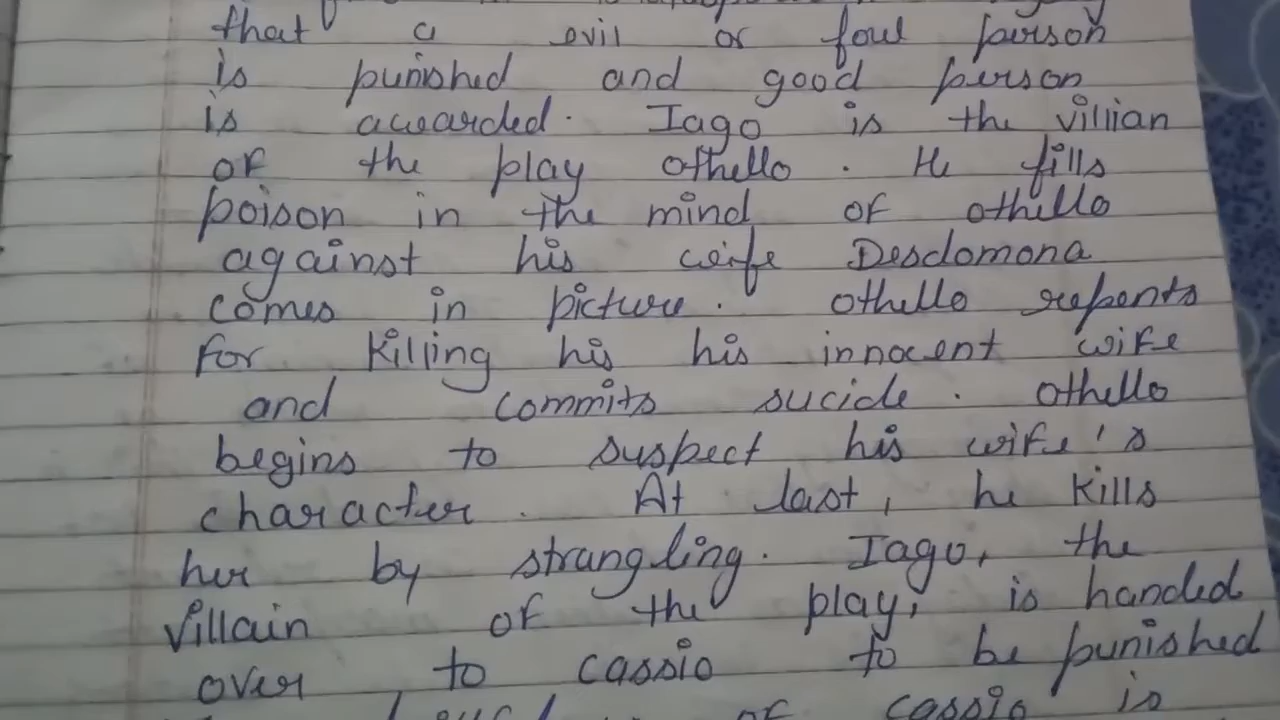 that a evil or foul person
is punished and good person
is awarded. Iago is the villian
of the play Othello. He fills
poison in the mind of othello
against his wife Desdomona
comes in picture. Othello repents
for killing his his innocent wife
and commits sucide. Othello
begins to suspect his wife's
character. At last, he kills
her by strangling. Iago, the
villain of the play, is handed
over to cassio to be punished
of cassio is